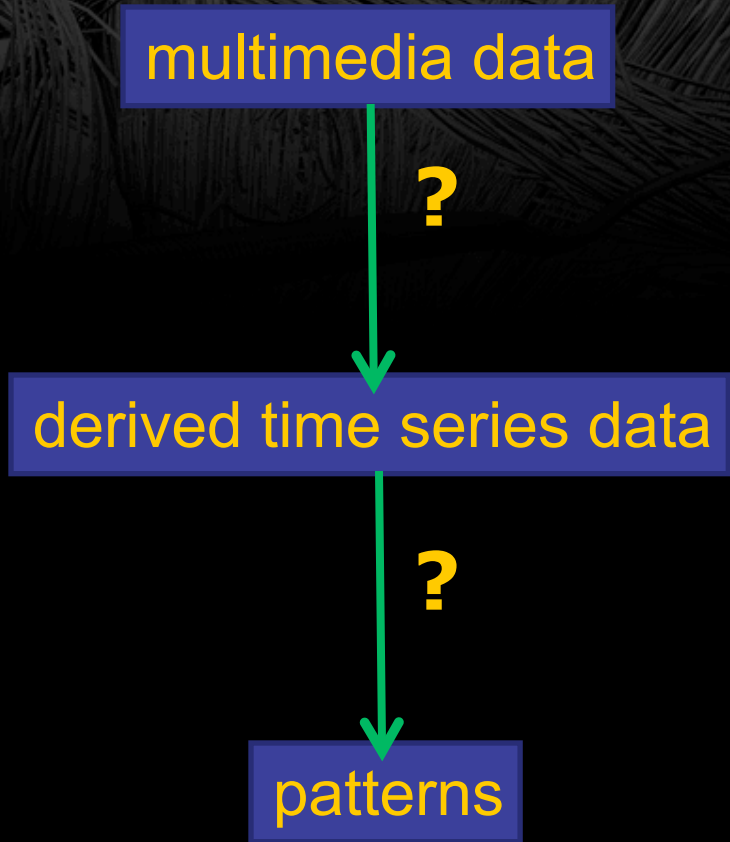 multimedia data
?
derived time series data
?
patterns